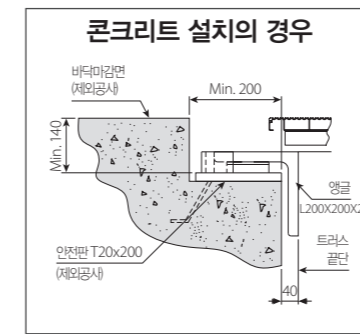 콘크리트 설치의 경우
바닥마감면
(제외공사)
Min. 200
Min. 140
앵글
L200X200X2
안전판 T20x200
(제외공사)
트러스
끝단
40